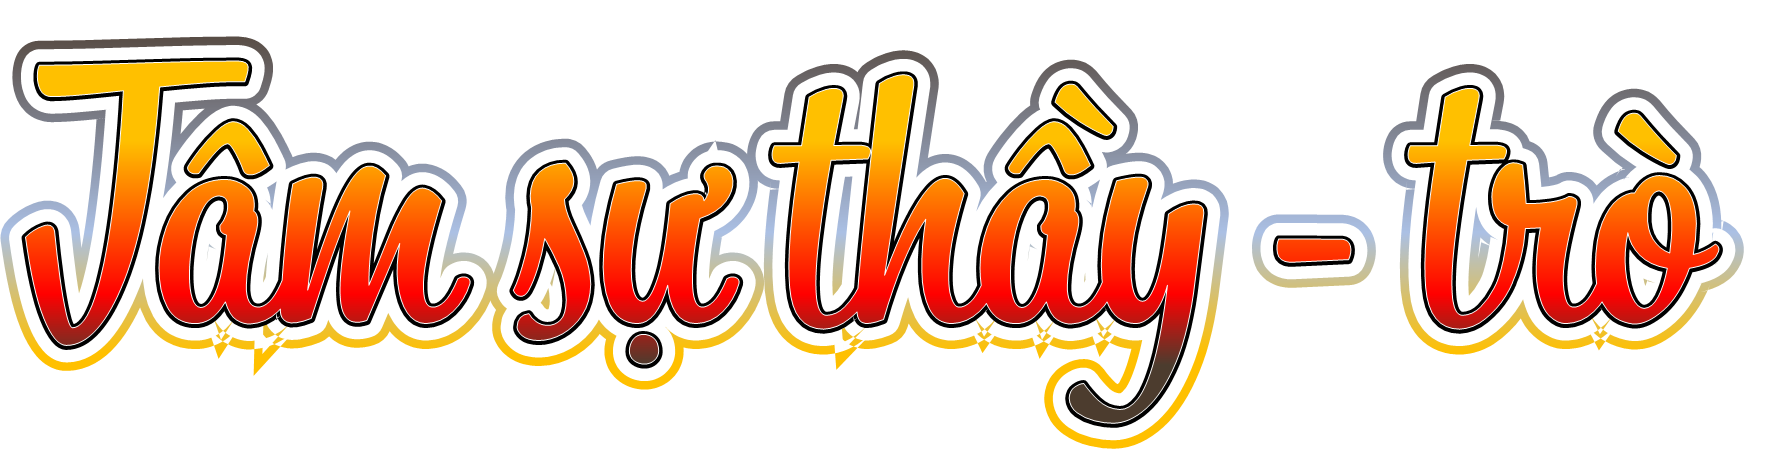 Tâm sự thầy - trò